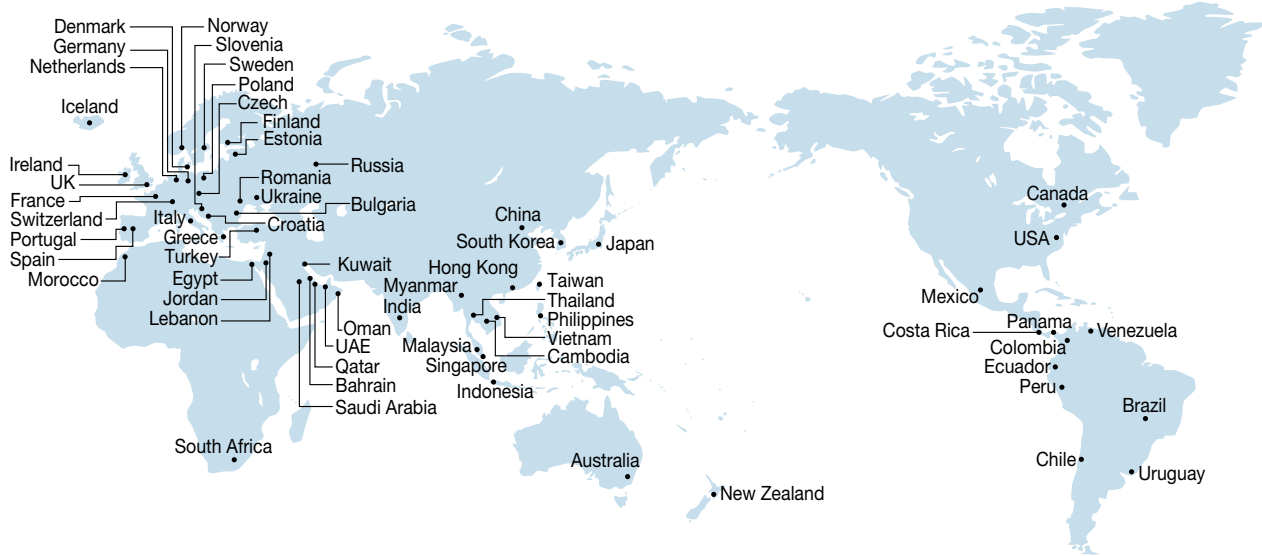 Denmark
Germany
Netherlands
Iceland
Norway
Slovenia
Sweden
Poland
Czech
Finland
Estonia
Ireland
UK
France
Switzerland
Portugal
Spain
Morocco
Italy
Greece
Turkey
Egypt
Jordan
Lebanon
Russia
Romania
Ukraine
Bulgaria
Croatia
Kuwait
Oman
UAE
Qatar
Bahrain
Saudi Arabia
South Africa
China
South Korea
Japan
Hong Kong
Myanmar
India
Taiwan
Thailand
Philippines
Vietnam
Cambodia
Malaysia
Singapore
Indonesia
Australia
New Zealand
Canada
USA
Mexico
Costa Rica
Panama
Venezuela
Colombia
Ecuador
Peru
Brazil
Chile
Uruguay